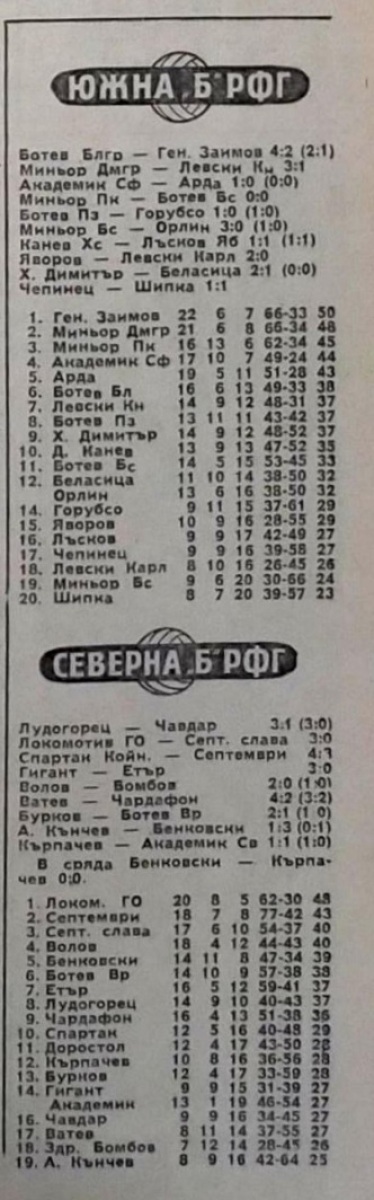 ЮЖНА „Б" РФГ
Ботев Блгр — Ген. Заимов 4:2 (2:1)
Миньор Дмгр — Левски Кн 3:1
Академик Сф — Арда 1:0 (0:0)
Миньор Пк — Ботев Вс 0:0
Ботев Пз — Горубсо 1:0 (1:0)
Миньор Бс — Орлин 3:0 (1:0)
Канев Хс — Лъсков Яб 1:1 (1:1)
Яворов — Левски Карл 2:0
Х. Димитър — Беласица 2:1 (0:0)
Чепинец — Шипка 1:1
1. Ген. Заимов 22 6 7 66-33 50
2. Миньор Дмгр 21 6 8 66-34 48
3. Миньор Пк 16 13 6 62-34 45
4. Академик Сф 17 10 7 49-24 44
5. Арда 19 5 11 51-28 43
6. Ботев Бл 16 6 13 49-33 38
7. Левски Кн 14 9 12 48-31 37
8. Ботев Пз 13 11 11 43-42 37
9. Х. Димитър 14 9 12 48-52 37
10. Д. Канев 13 9 13 47-52 35
11. Ботев Вс 14 5 15 53-45 33
12. Беласица 11 10 14 38-50 32
Орлин 13 6 16 38-50 32
14. Горубсо 9 11 15 37-61 29
15. Яворов 10 9 16 28-55 29
16. Лъсков 9 9 17 42-49 27
17. Чепинец 9 9 16 39-58 27
18. Левски Карл 8 10 16 26-45 26
19. Миньор Бс 9 6 20 30-66 24
20. Шипка 8 7 20 39-57 23
СЕВЕРНА „Б" РФГ
Лудогорец — Чавдар 3:1 (3:0)
Локомотив ГО — Септ. слава 3:0
Спартак Койн. — Септември 4:1
Гигант — Етър 3:0
Волов — Бомбов 2:0 (1:0)
Ватев — Чардафон 4:2 (3:2)
Бурков — Ботев Вр 2:1 (1:0)
А. Кънчев — Бенковски 1:3 (0:1)
Кърпачев — Академик Св 1:1 (1:0)
В сряда Бенковски — Кърпа-
чев 0:0.
1. Локом. ГО 20 8 5 62-30 48
2. Септември 18 7 8 77-42 43
3. Септ. слава 17 6 10 54-37 40
4. Волов 18 4 12 44-43 40
5. Бенковски 14 11 8 47-34 39
6. Ботев Вр 14 10 9 57-38 38
7. Етър 16 5 12 59-41 37
8. Лудогорец 14 9 10 40-43 37
9. Чардафон 16 4 13 51-38 36
10. Спартак 12 5 16 40-48 29
11. Доростол 12 4 17 43-50 28
12. Кърпачев 10 8 16 36-56 28
13. Бурков 12 4 17 33-59 28
14. Гигант 9 9 15 31-39 27
Академик 13 1 19 46-54 27
16. Чавдар 9 9 16 34-45 27
17. Ватев 8 11 14 37-55 27
18. Здр. Бомбов 7 12 14 28-45 26
19. А. Кънчев 8 9 16 42-64 25